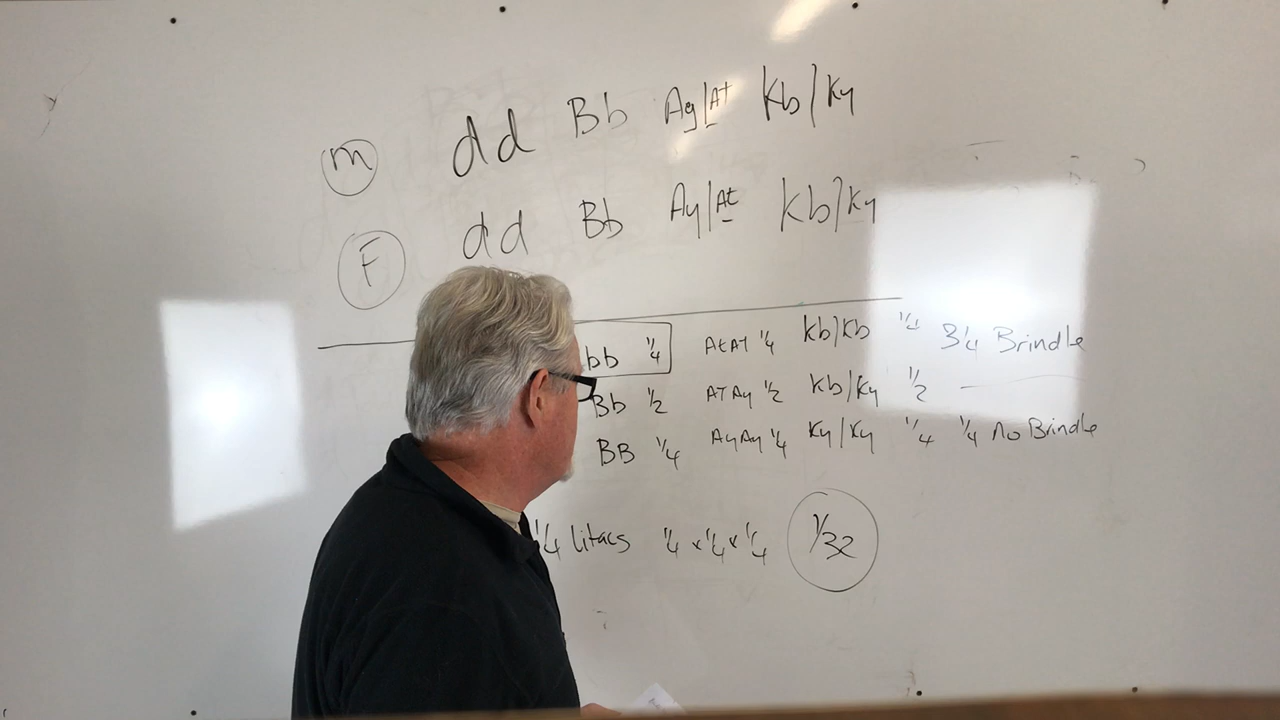 m dd Bb Ay|At Kb/Ky
F dd Bb Ay|At Kb/Ky
bb 1/4 AtAT 1/4 Kb/Kb 1/4 3/4 Brindle
Bb 1/2 ATAy 1/2 Kb/Ky 1/2
BB 1/4 AyAy 1/4 Ky/Ky 1/4 1/4 no Brindle
1/4 litacs 1/4 x 1/4 x 1/4 1/32